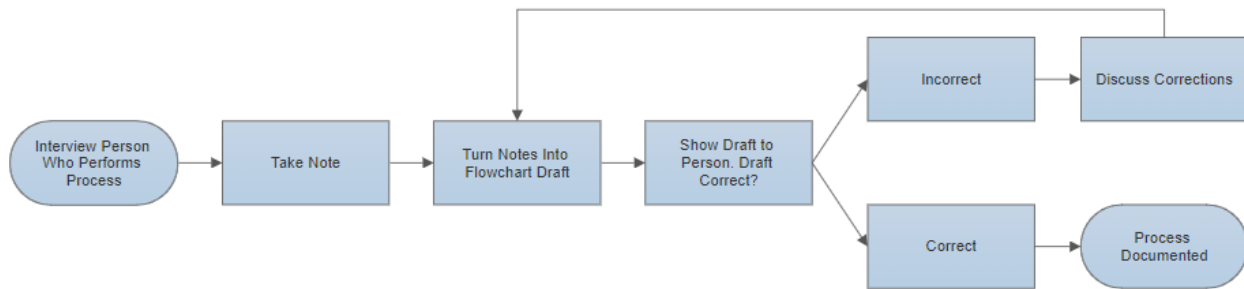 Interview Person
Who Performs
Process
Take Note
Turn Notes Into
Flowchart Draft
Show Draft to
Person. Draft
Correct?
Incorrect
Discuss Corrections
Correct
Process
Documented